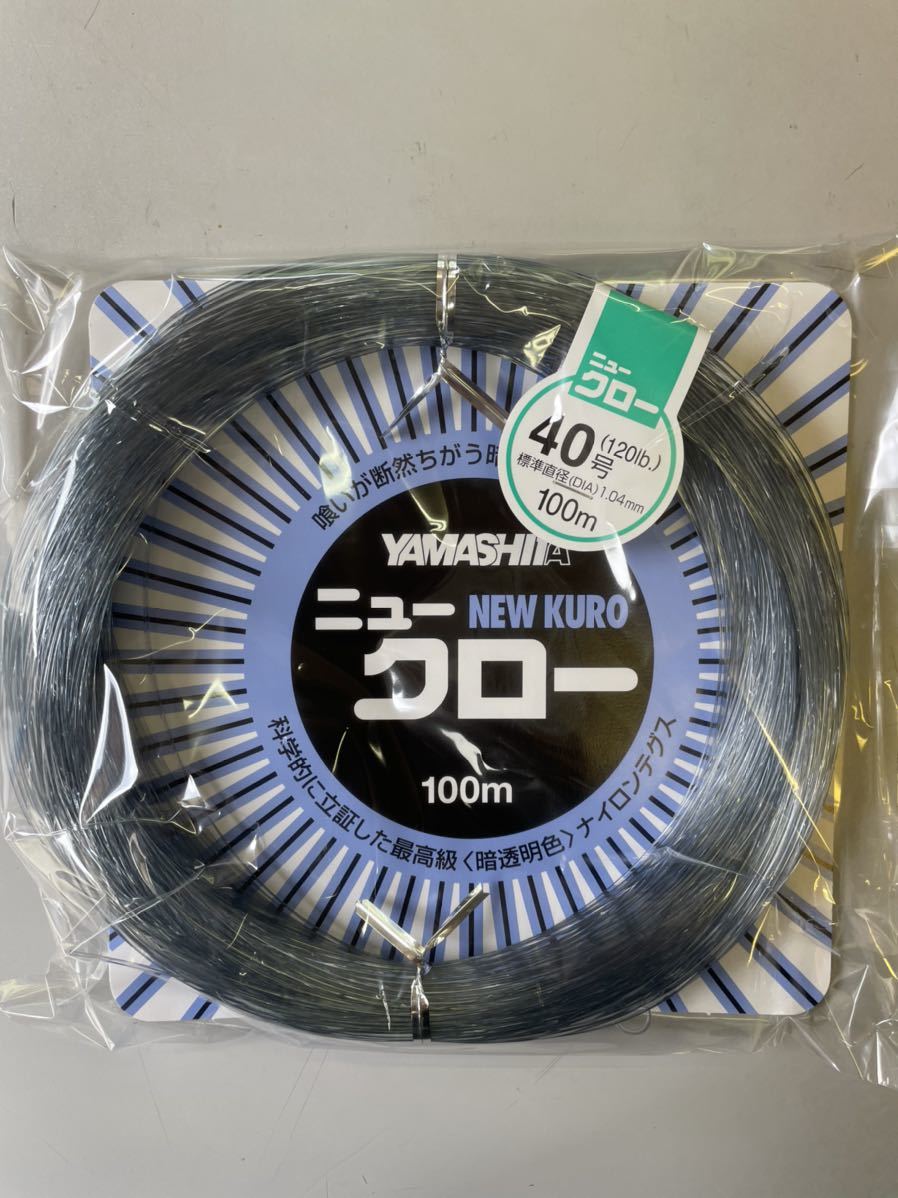 ニュー
クロー
40号
(120lb.)
標準直径(DIA)1.04mm
100m
喰いが断然ちがう暗
YAMASHITA
ニュー NEW KURO
クロー
100m
科学的に立証した最高級〈暗透明色〉ナイロンテグス